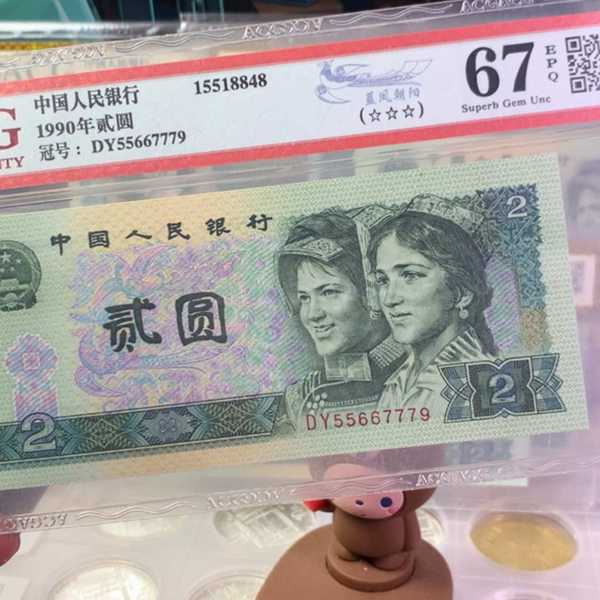 中国人民银行
15518848
1990年贰圆
冠号：DY55667779
蓝凤朝阳
(☆☆☆)
67
EPQ
Superb Gem Unc
中国人民银行
2
贰圆
2
2
DY55667779